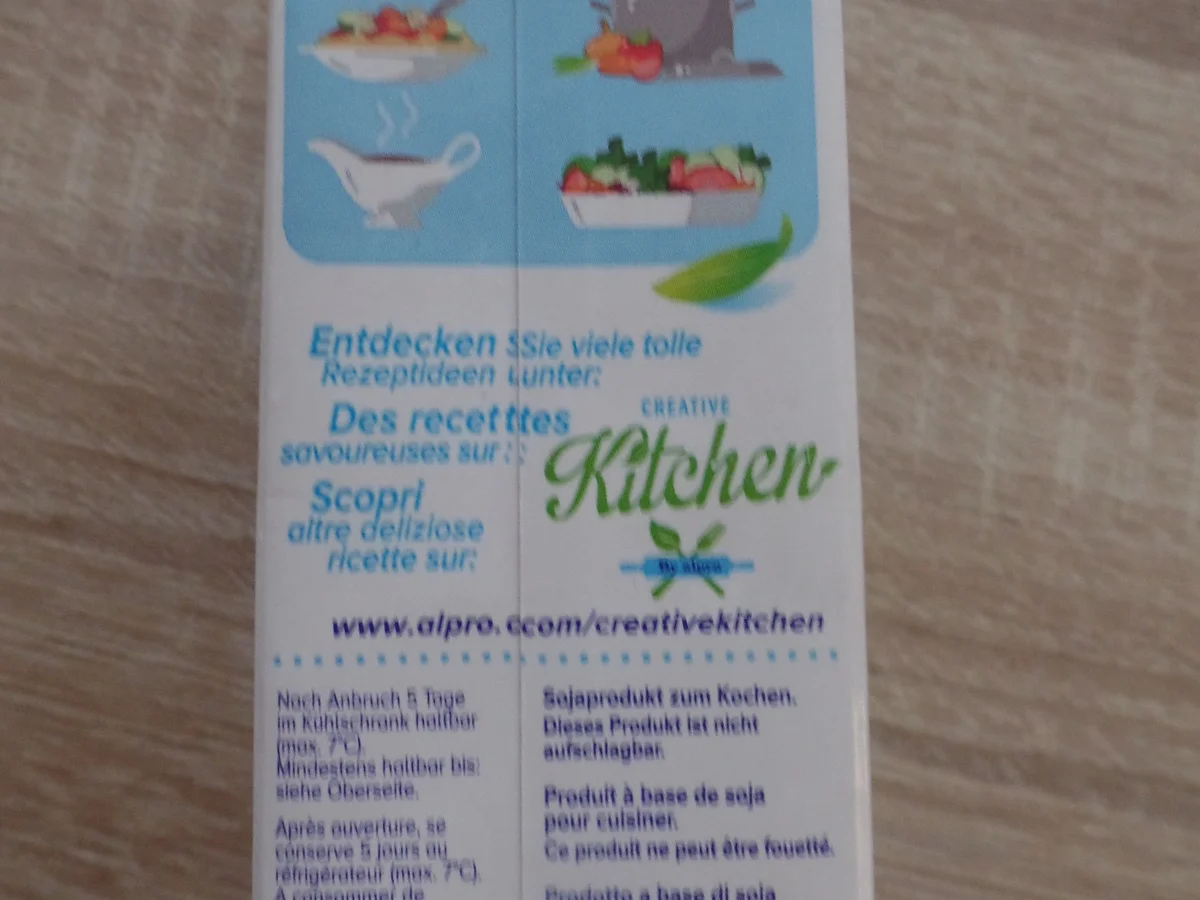 Entdecken Sie viele tolle
Rezeptideen unter:
Des recettes
savoureuses sur :
Scopri
altre deliziose
ricette sur:
CREATIVE
Kitchen
By alpro
www.alpro.com/creativekitchen
Nach Anbruch 5 Tage
im Kühlschrank haltbar
(max. 7°C).
Mindestens haltbar bis:
siehe Oberseite.
Après ouverture, se
conserve 5 jours au
réfrigérateur (max. 7°C).
A consommer de
Sojaprodukt zum Kochen.
Dieses Produkt ist nicht
aufschlagbar.
Produit à base de soja
pour cuisiner.
Ce produit ne peut être fouetté.
Prodotto a base di soja